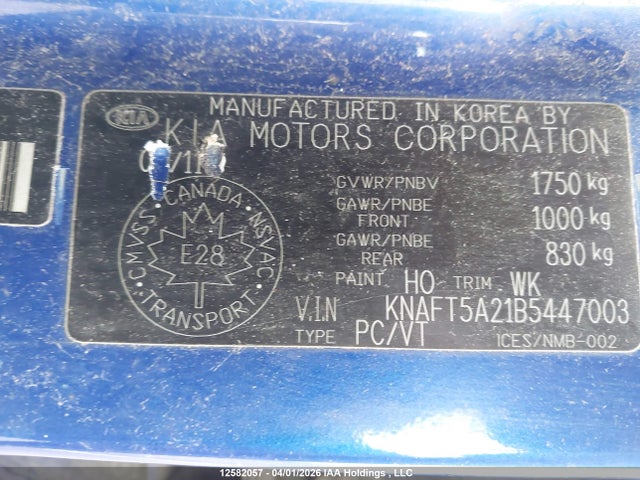 MANUFACTURED IN KOREA BY
KIA KIA MOTORS CORPORATION
GVWR/PNBV 1750 kg
GAWR/PNBE FRONT 1000 kg
GAWR/PNBE REAR 830 kg
PAINT HO TRIM WK
V.I.N KNAFT5A21B5447003
TYPE PC/VT ICES/NMB-002
CMVSS · CANADA · NSVAC
E28
TRANSPORT
12582057 - 04/01/2026 IAA Holdings , LLC